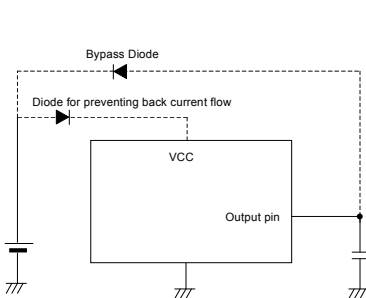 Bypass Diode
Diode for preventing back current flow
VCC
Output pin